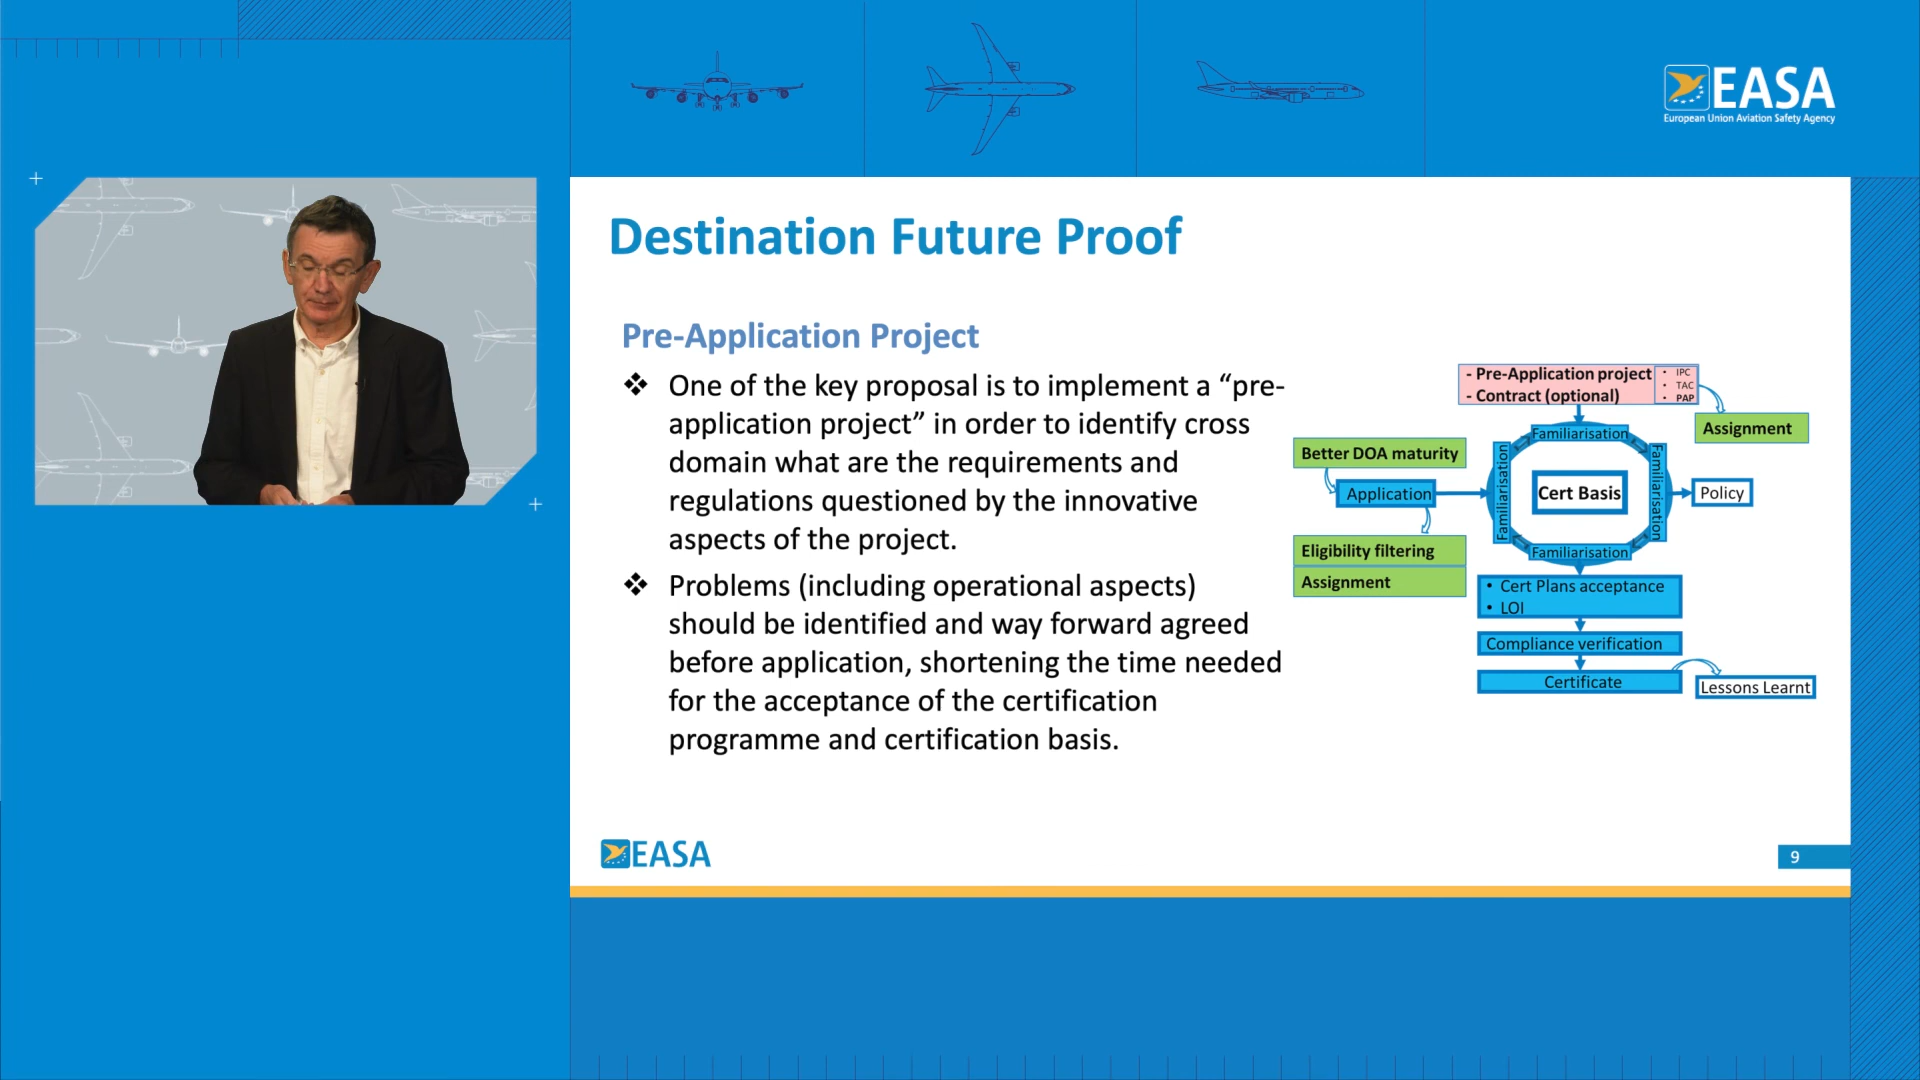 EASA
European Union Aviation Safety Agency
Destination Future Proof
Pre-Application Project
❖ One of the key proposal is to implement a “pre-
application project” in order to identify cross
domain what are the requirements and
regulations questioned by the innovative
aspects of the project.
❖ Problems (including operational aspects)
should be identified and way forward agreed
before application, shortening the time needed
for the acceptance of the certification
programme and certification basis.
- Pre-Application project
- Contract (optional)
• IPC
• TAC
• PAP
Assignment
Better DOA maturity
Application
Eligibility filtering
Assignment
Familiarisation
Familiarisation
Cert Basis
Familiarisation
Familiarisation
Policy
• Cert Plans acceptance
• LOI
Compliance verification
Certificate
Lessons Learnt
EASA
9